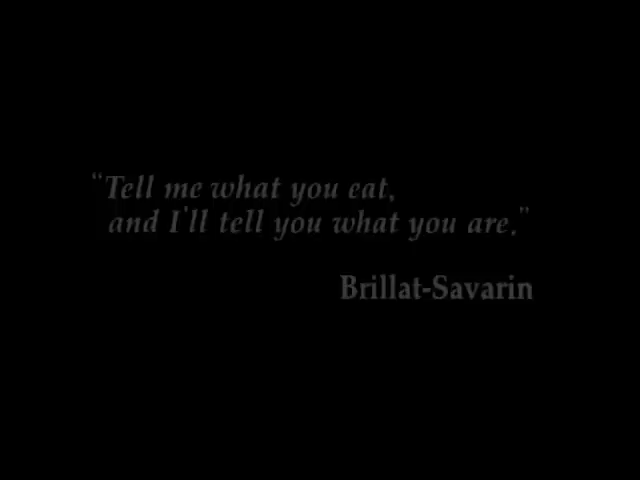 “Tell me what you eat,
and I'll tell you what you are.”
Brillat-Savarin